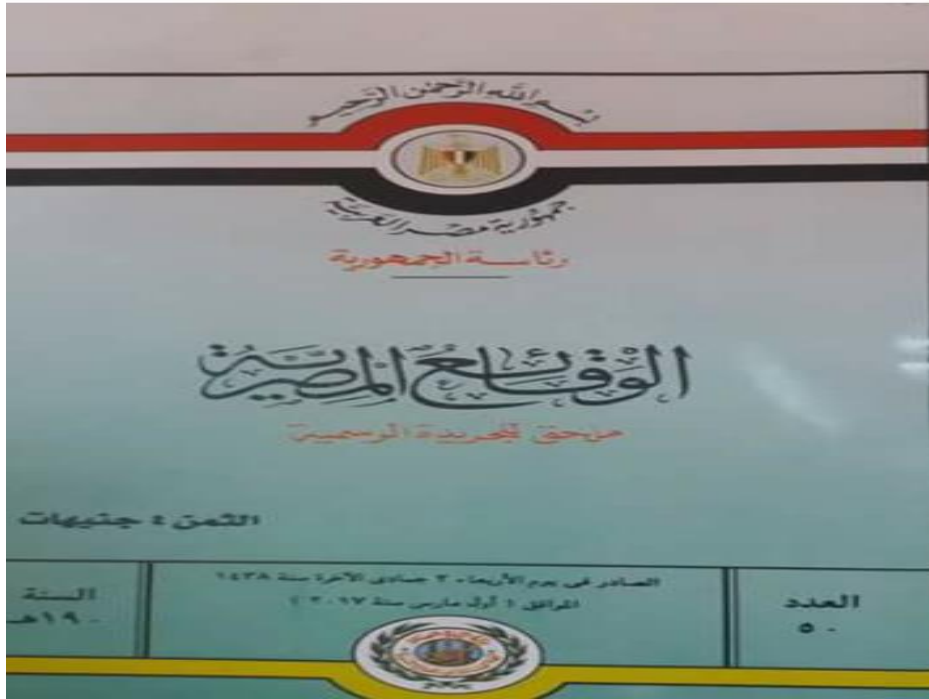 بسم الله الرحمن الرحيم
جمهورية مصر العربية
رئاسة الجمهورية
الوقائع المصرية
ملحق للجريدة الرسمية
الثمن ٤ جنيهات
الصادر فى يوم الأربعاء ٢ جمادى الآخرة سنة ١٤٣٨
الموافق ( أول مارس سنة ٢٠١٧ )
العدد
٥٠
السنة
١٩٠هـ